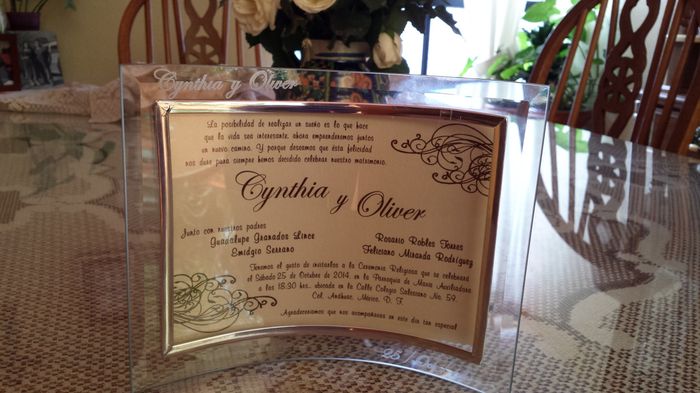 Cynthia y Oliver
La posibilidad de realizar un sueño es lo que hace
que la vida sea interesante, ahora emprenderemos juntos
un nuevo camino. Y porque deseamos que ésta felicidad
nos dure para siempre hemos decidido celebrar nuestro matrimonio.
Cynthia y Oliver
Junto con nuestros padres
Guadalupe Granados Lince
Emidgio Serrano
Rosario Robles Torres
Feliciano Miranda Rodríguez
Tenemos el gusto de invitarlos a la Ceremonia Religiosa que se celebrará
el Sábado 25 de Octubre de 2014, en la Parroquia de María Auxiliadora
a las 18:30 hrs., ubicada en la Calle Colegio Salesiano No. 59,
Col. Anáhuac, México, D. F.
Agradeceremos que nos acompañaran en este día tan especial
25 /